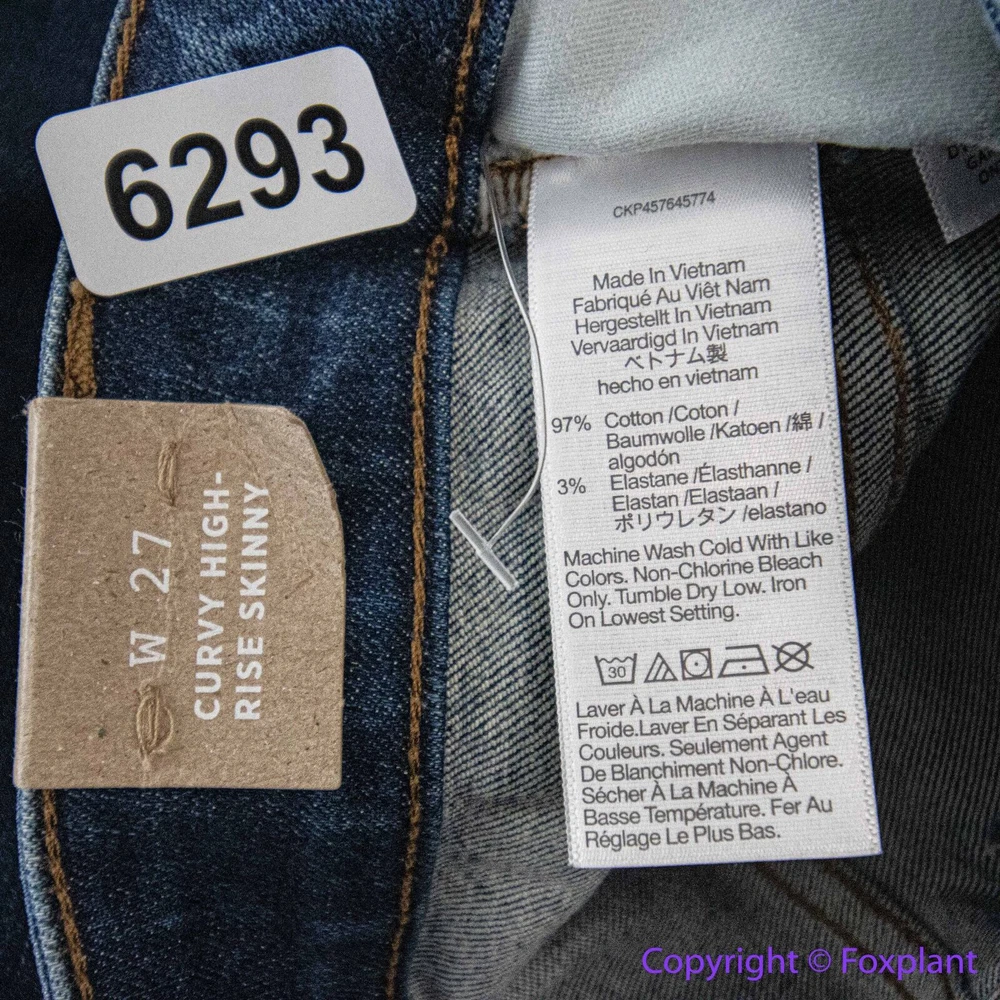 6293
W 27
CURVY HIGH-
RISE SKINNY
CKP457645774
Made In Vietnam
Fabriqué Au Viêt Nam
Hergestellt In Vietnam
Vervaardigd In Vietnam
ベトナム製
hecho en vietnam
97% Cotton /Coton /
Baumwolle /Katoen /綿 /
algodón
3% Elastane /Élasthanne /
Elastan /Elastaan /
ポリウレタン /elastano
Machine Wash Cold With Like
Colors. Non-Chlorine Bleach
Only. Tumble Dry Low. Iron
On Lowest Setting.
30
Laver À La Machine À L'eau
Froide.Laver En Séparant Les
Couleurs. Seulement Agent
De Blanchiment Non-Chlore.
Sécher À La Machine À
Basse Température. Fer Au
Réglage Le Plus Bas.
Copyright © Foxplant